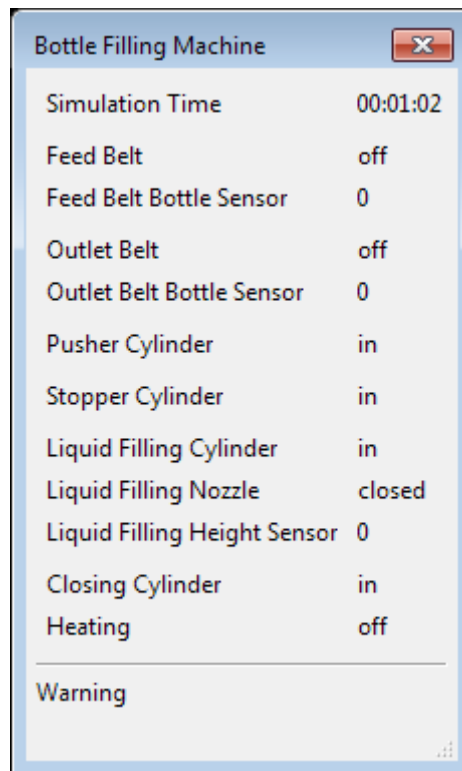 Bottle Filling Machine
Simulation Time 00:01:02
Feed Belt off
Feed Belt Bottle Sensor 0
Outlet Belt off
Outlet Belt Bottle Sensor 0
Pusher Cylinder in
Stopper Cylinder in
Liquid Filling Cylinder in
Liquid Filling Nozzle closed
Liquid Filling Height Sensor 0
Closing Cylinder in
Heating off
Warning